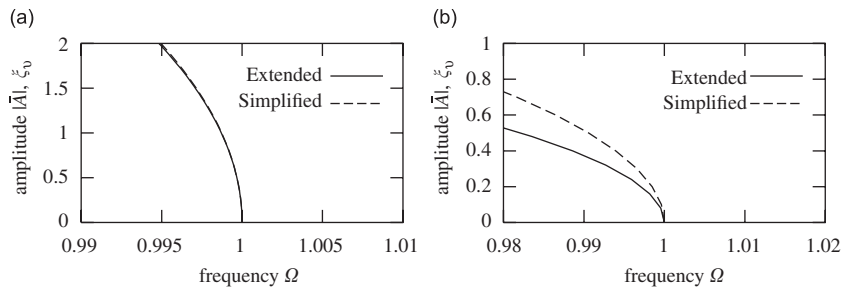 (a)
2
1.5
1
0.5
0
amplitude |Ā|, ξ_υ
Extended
Simplified
0.99 0.995 1 1.005 1.01
frequency Ω
(b)
1
0.8
0.6
0.4
0.2
0
amplitude |Ā|, ξ_υ
Extended
Simplified
0.98 0.99 1 1.01 1.02
frequency Ω